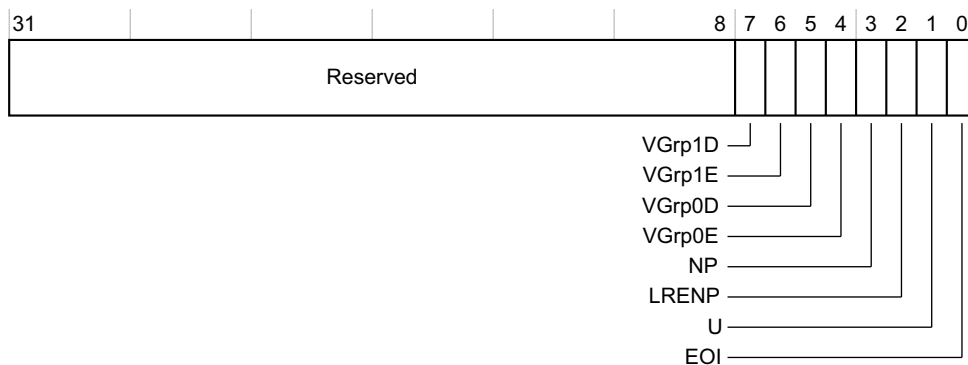 31 8 7 6 5 4 3 2 1 0
Reserved
VGrp1D
VGrp1E
VGrp0D
VGrp0E
NP
LRENP
U
EOI